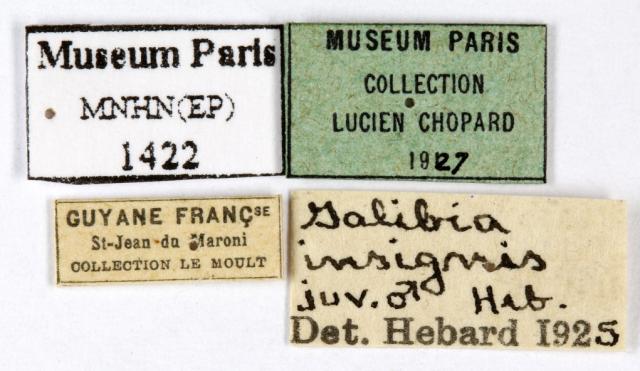 Museum Paris
MNHN(EP)
1422
MUSEUM PARIS
COLLECTION
LUCIEN CHOPARD
1927
GUYANE FRANÇSE
St-Jean du Maroni
COLLECTION LE MOULT
Galibia
insignis
juv. ♂ Heb.
Det. Hebard 1925